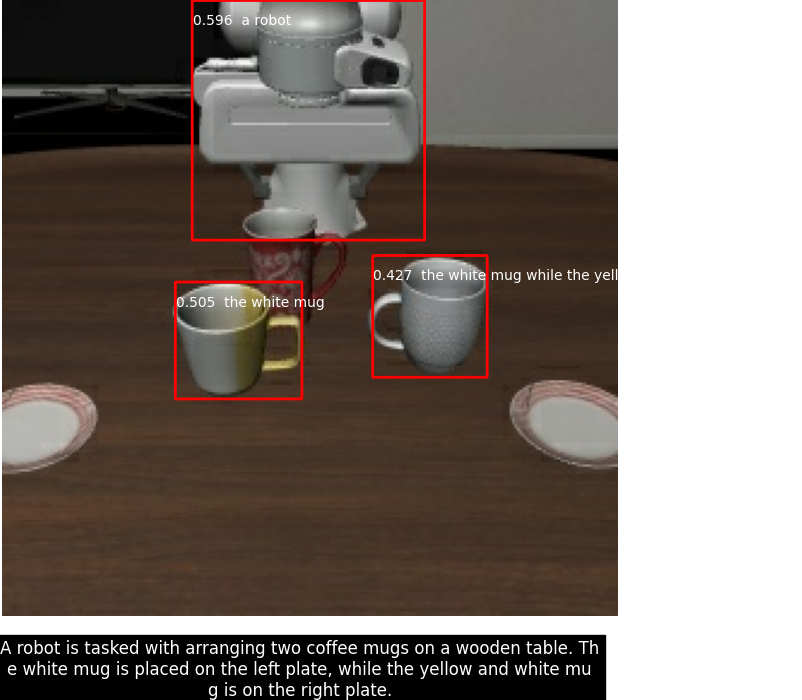 0.596  a robot
0.427  the white mug while the yell
0.505  the white mug
A robot is tasked with arranging two coffee mugs on a wooden table. Th
e white mug is placed on the left plate, while the yellow and white mu
g is on the right plate.